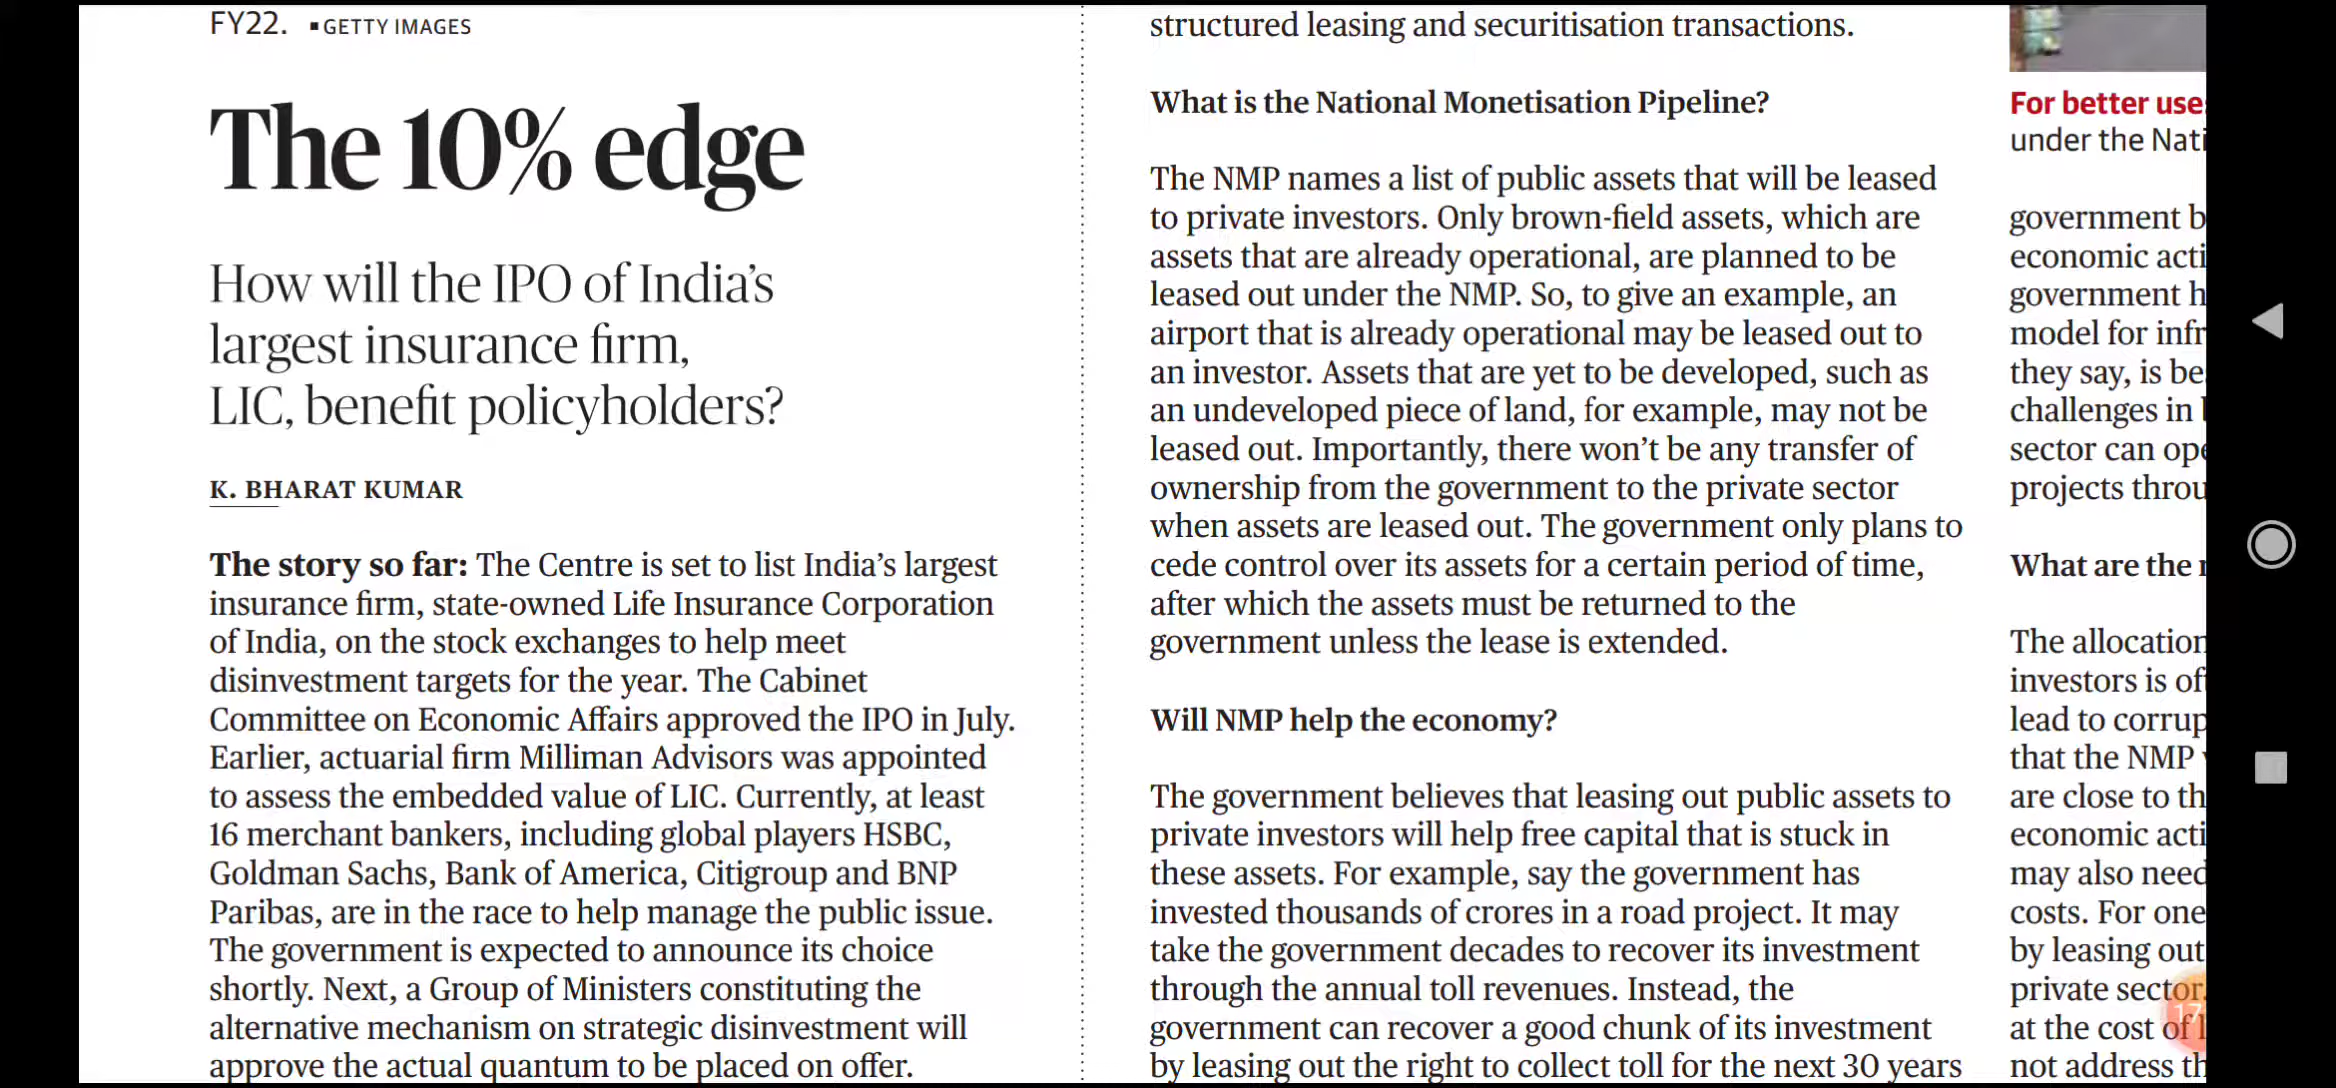 FY22. ▪ GETTY IMAGES
The 10% edge
How will the IPO of India’s
largest insurance firm,
LIC, benefit policyholders?
K. BHARAT KUMAR
The story so far: The Centre is set to list India’s largest
insurance firm, state-owned Life Insurance Corporation
of India, on the stock exchanges to help meet
disinvestment targets for the year. The Cabinet
Committee on Economic Affairs approved the IPO in July.
Earlier, actuarial firm Milliman Advisors was appointed
to assess the embedded value of LIC. Currently, at least
16 merchant bankers, including global players HSBC,
Goldman Sachs, Bank of America, Citigroup and BNP
Paribas, are in the race to help manage the public issue.
The government is expected to announce its choice
shortly. Next, a Group of Ministers constituting the
alternative mechanism on strategic disinvestment will
approve the actual quantum to be placed on offer.
structured leasing and securitisation transactions.
What is the National Monetisation Pipeline?
The NMP names a list of public assets that will be leased
to private investors. Only brown-field assets, which are
assets that are already operational, are planned to be
leased out under the NMP. So, to give an example, an
airport that is already operational may be leased out to
an investor. Assets that are yet to be developed, such as
an undeveloped piece of land, for example, may not be
leased out. Importantly, there won’t be any transfer of
ownership from the government to the private sector
when assets are leased out. The government only plans to
cede control over its assets for a certain period of time,
after which the assets must be returned to the
government unless the lease is extended.
Will NMP help the economy?
The government believes that leasing out public assets to
private investors will help free capital that is stuck in
these assets. For example, say the government has
invested thousands of crores in a road project. It may
take the government decades to recover its investment
through the annual toll revenues. Instead, the
government can recover a good chunk of its investment
by leasing out the right to collect toll for the next 30 years
For better use:
under the
government
economic
government
model for
they say, is
challenges in
sector can
projects
What are the
The allocation
investors is
lead to
that the NMP
are close to
economic
may also need
costs. For one
by leasing out
private sector.
at the cost of
not address